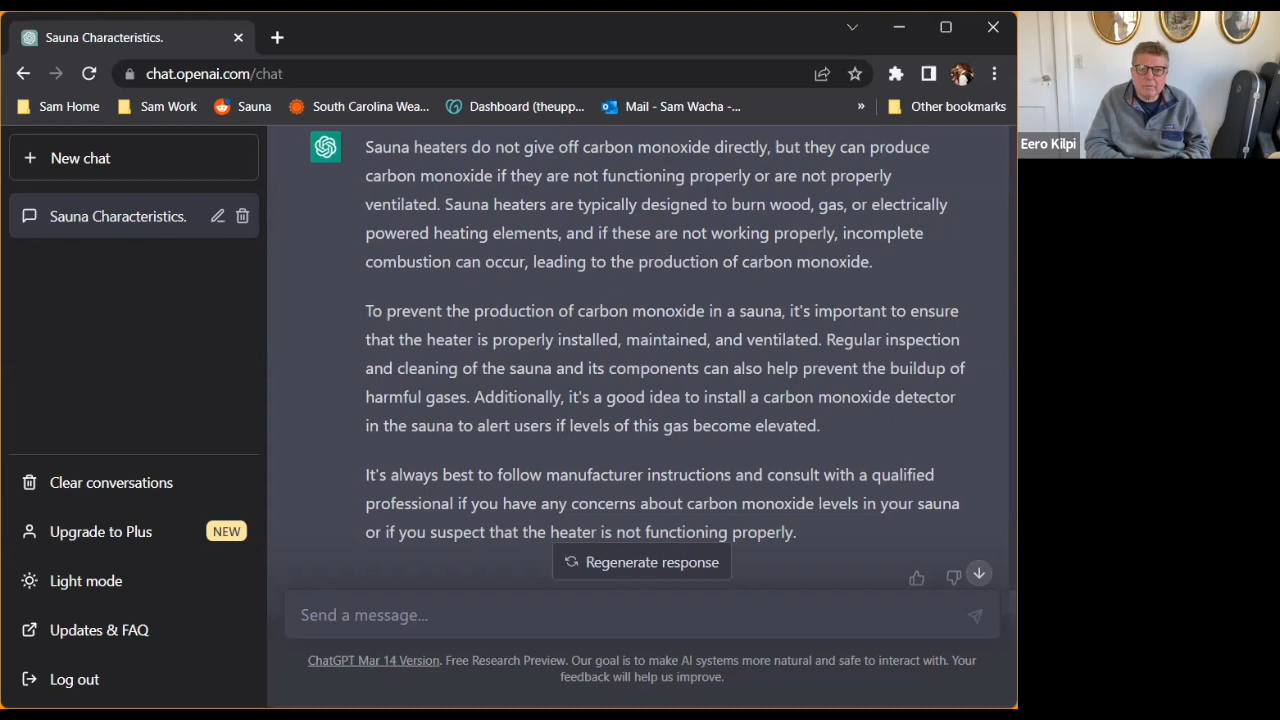 Sauna Characteristics.
chat.openai.com/chat
Sam Home
Sam Work
Sauna
South Carolina Wea...
Dashboard (theupp...
Mail - Sam Wacha -...
»
Other bookmarks
New chat
Sauna Characteristics.
Clear conversations
Upgrade to Plus
NEW
Light mode
Updates & FAQ
Log out
Sauna heaters do not give off carbon monoxide directly, but they can produce
carbon monoxide if they are not functioning properly or are not properly
ventilated. Sauna heaters are typically designed to burn wood, gas, or electrically
powered heating elements, and if these are not working properly, incomplete
combustion can occur, leading to the production of carbon monoxide.
To prevent the production of carbon monoxide in a sauna, it's important to ensure
that the heater is properly installed, maintained, and ventilated. Regular inspection
and cleaning of the sauna and its components can also help prevent the buildup of
harmful gases. Additionally, it's a good idea to install a carbon monoxide detector
in the sauna to alert users if levels of this gas become elevated.
It's always best to follow manufacturer instructions and consult with a qualified
professional if you have any concerns about carbon monoxide levels in your sauna
or if you suspect that the heater is not functioning properly.
Regenerate response
Send a message...
ChatGPT Mar 14 Version. Free Research Preview. Our goal is to make AI systems more natural and safe to interact with. Your
feedback will help us improve.
Eero Kilpi